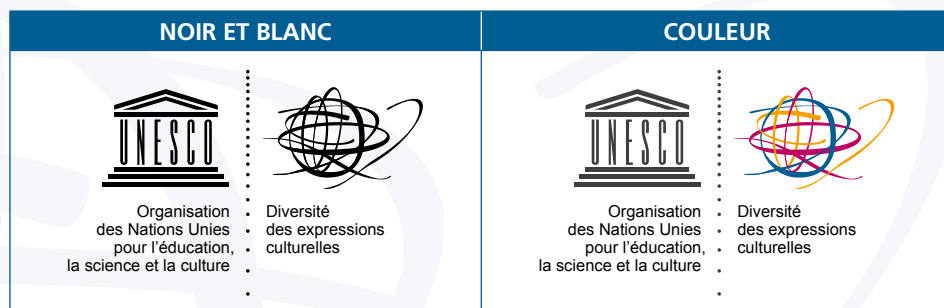 NOIR ET BLANC
UNESCO
Organisation
des Nations Unies
pour l'éducation,
la science et la culture
Diversité
des expressions
culturelles
COULEUR
UNESCO
Organisation
des Nations Unies
pour l'éducation,
la science et la culture
Diversité
des expressions
culturelles